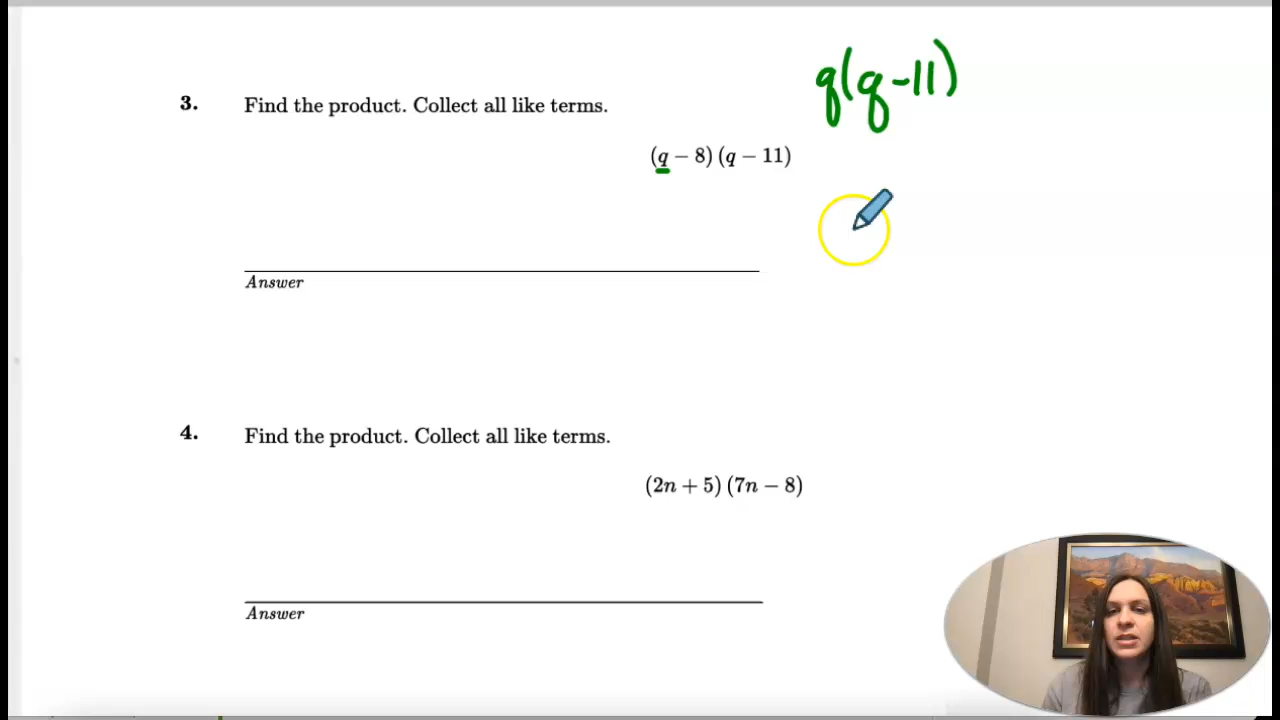 q(q-11)
3. Find the product. Collect all like terms.
(q − 8) (q − 11)
Answer
4. Find the product. Collect all like terms.
(2n + 5) (7n − 8)
Answer